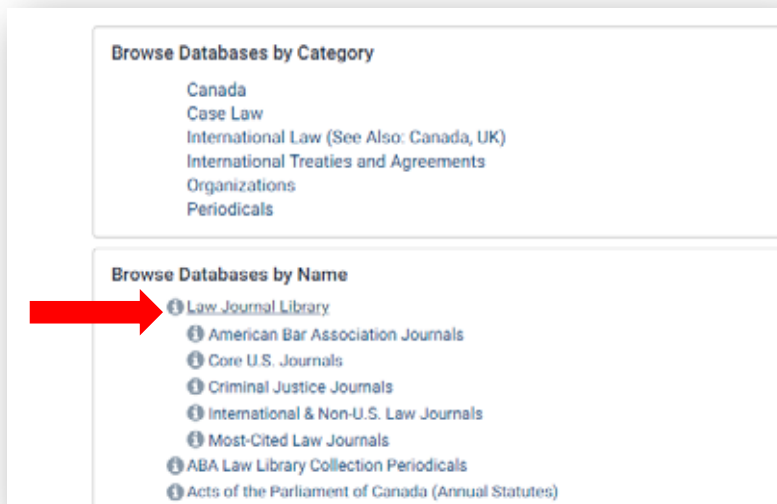 Browse Databases by Category
Canada
Case Law
International Law (See Also: Canada, UK)
International Treaties and Agreements
Organizations
Periodicals
Browse Databases by Name
Law Journal Library
American Bar Association Journals
Core U.S. Journals
Criminal Justice Journals
International & Non-U.S. Law Journals
Most-Cited Law Journals
ABA Law Library Collection Periodicals
Acts of the Parliament of Canada (Annual Statutes)